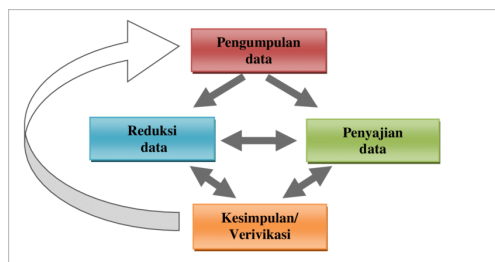 Pengumpulan
data
Reduksi
data
Penyajian
data
Kesimpulan/
Verivikasi